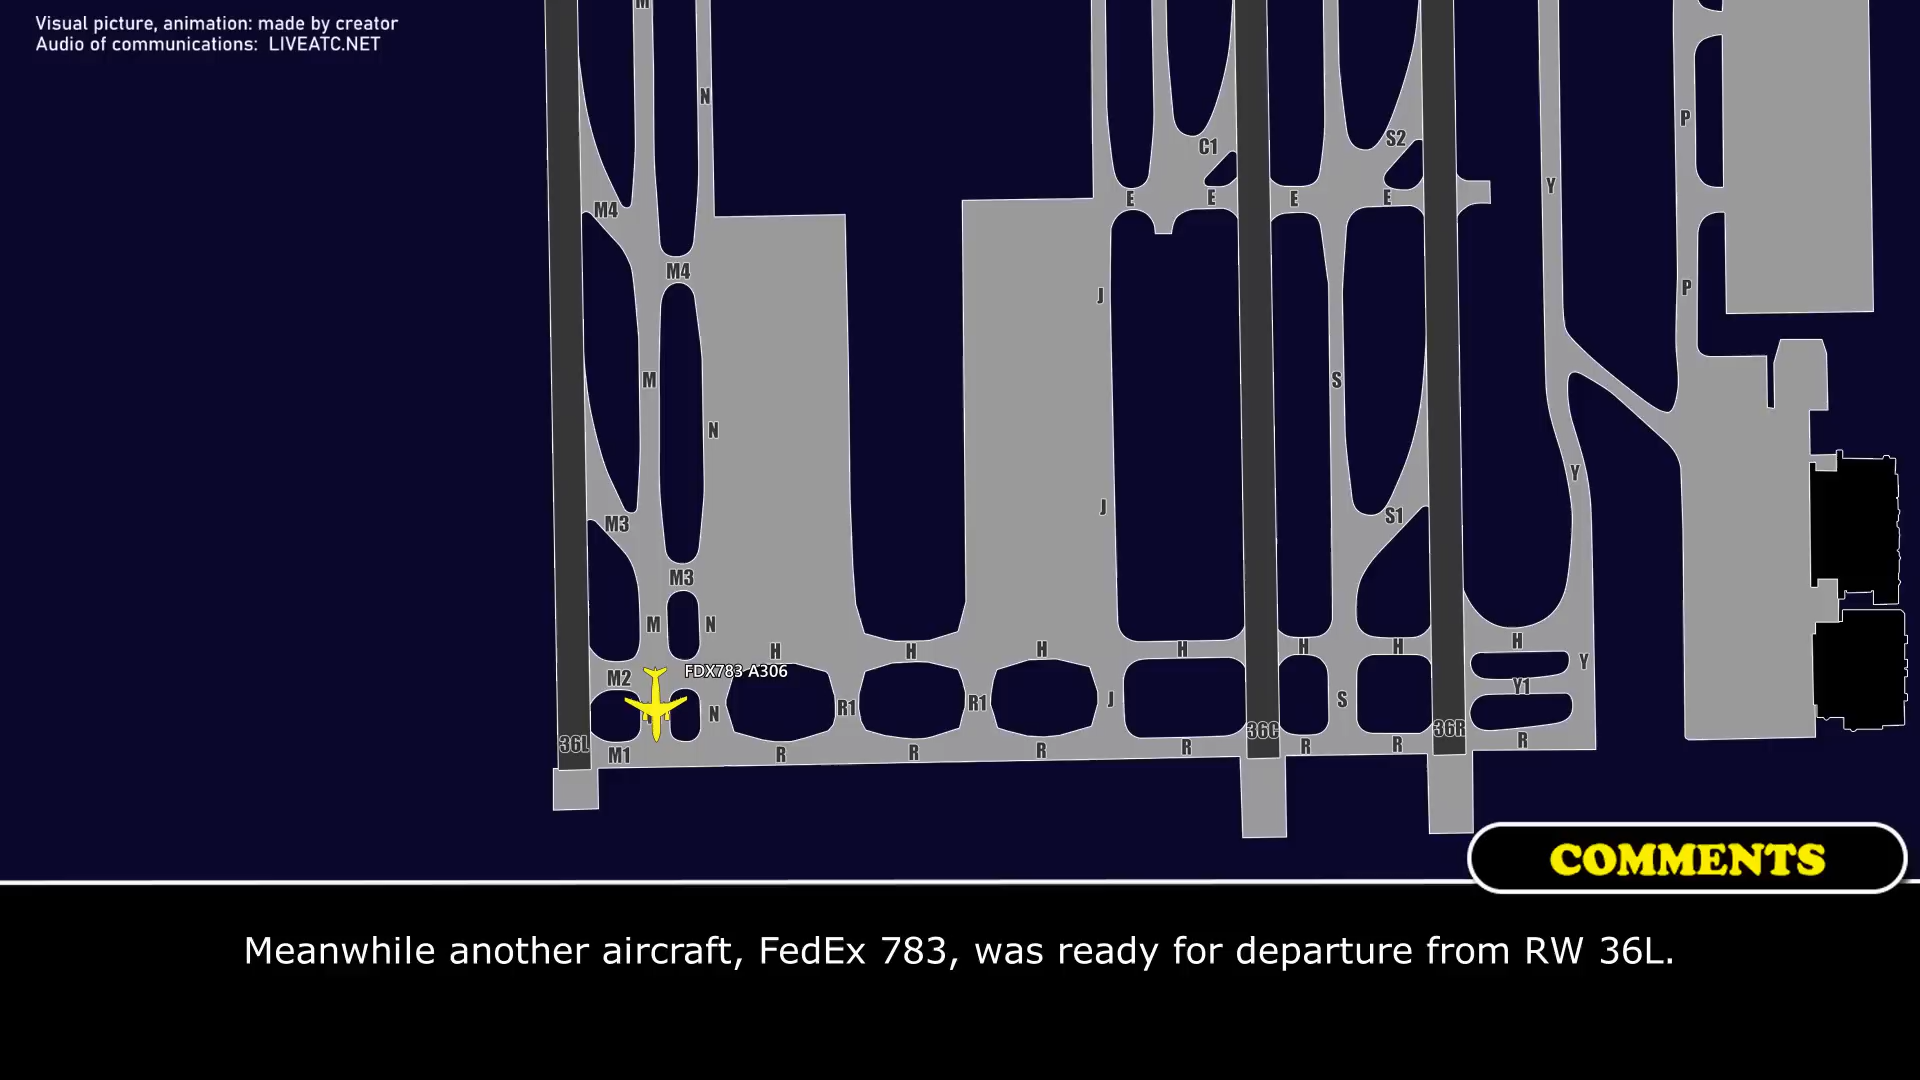 Visual picture, animation: made by creator
Audio of communications: LIVEATC.NET
M
N
P
C1
S2
Y
E
E
E
E
M4
M4
J
P
M
S
N
Y
J
S1
M3
M3
M
N
H
H
H
H
H
H
H
Y
FDX783 A306
M2
Y1
R1
R1
J
S
N
36L
36C
36R
M1
R
R
R
R
R
R
R
COMMENTS
Meanwhile another aircraft, FedEx 783, was ready for departure from RW 36L.